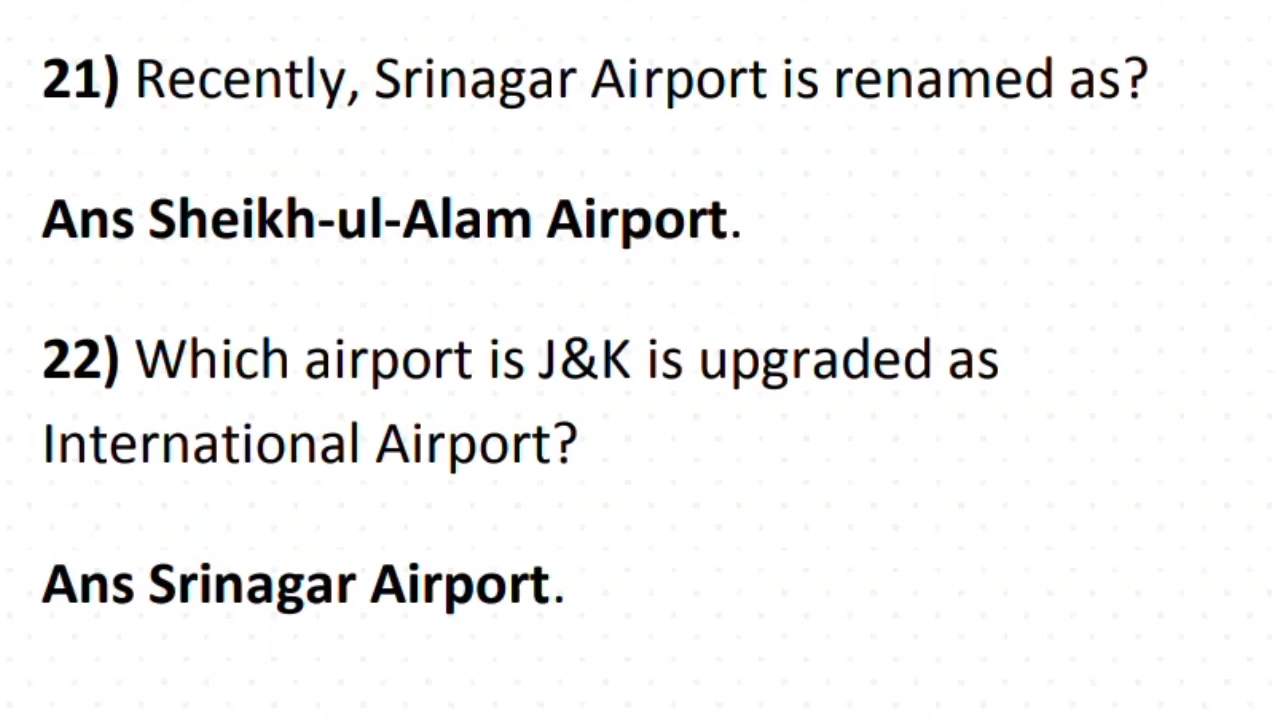 21) Recently, Srinagar Airport is renamed as?
Ans Sheikh-ul-Alam Airport.
22) Which airport is J&K is upgraded as
International Airport?
Ans Srinagar Airport.